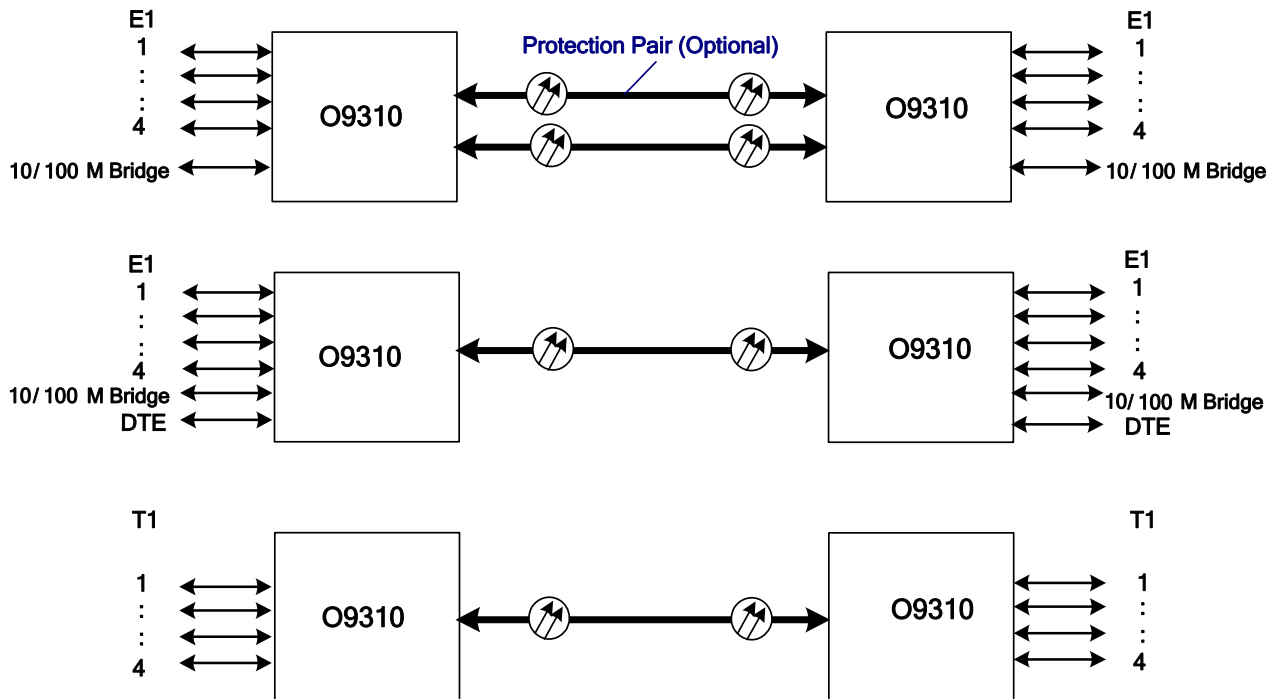 E1 E1
Protection Pair (Optional)
1 1
: :
O9310 O9310
: :
4 4
10/ 100 M Bridge 10/ 100 M Bridge
E1 E1
1 1
: :
: :
O9310 O9310
4 4
10/ 100 M Bridge 10/ 100 M Bridge
DTE DTE
T1 T1
1 1
: :
O9310 O9310
: :
4 4